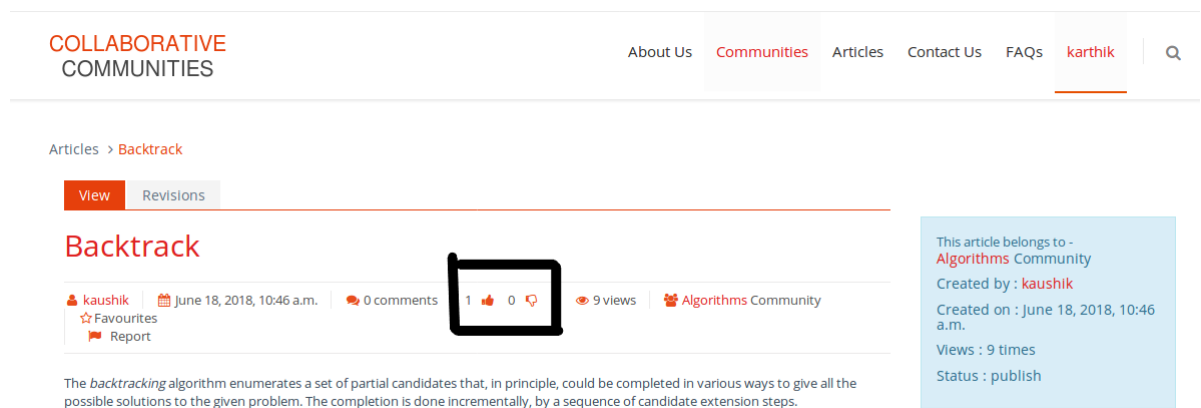 COLLABORATIVE
COMMUNITIES
About Us Communities Articles Contact Us FAQs karthik
Articles > Backtrack
View Revisions
Backtrack
kaushik June 18, 2018, 10:46 a.m. 0 comments 1 0 9 views Algorithms Community
Favourites
Report
The backtracking algorithm enumerates a set of partial candidates that, in principle, could be completed in various ways to give all the
possible solutions to the given problem. The completion is done incrementally, by a sequence of candidate extension steps.
This article belongs to -
Algorithms Community
Created by : kaushik
Created on : June 18, 2018, 10:46
a.m.
Views : 9 times
Status : publish